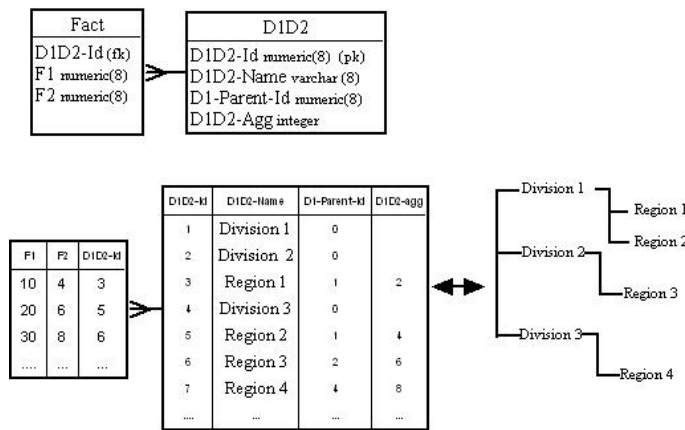 Fact
D1D2-Id (fk)
F1 numeric(8)
F2 numeric(8)
D1D2
D1D2-Id numeric(8) (pk)
D1D2-Name varchar (8)
D1-Parent-Id numeric(8)
D1D2-Agg integer
F1 F2 D1D2-Id
10 4 3
20 6 5
30 8 6
.... ... ...
D1D2-Id D1D2-Name D1-Parent-Id D1D2-agg
1 Division 1 0
2 Division 2 0
3 Region 1 1 2
4 Division 3 0
5 Region 2 1 4
6 Region 3 2 6
7 Region 4 4 8
.... ... ... ...
Division 1
Region 1
Region 2
Division 2
Region 3
Division 3
Region 4